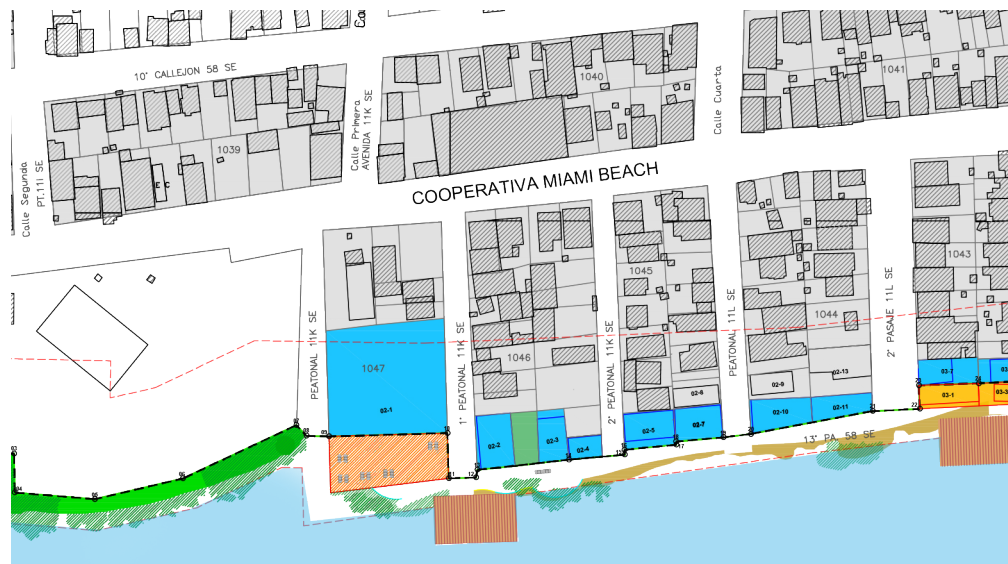 10° CALLEJON 58 SE
1039
E C
Calle Segunda
PT.11I SE
Calle Primera
AVENIDA 11K SE
1040
Calle Cuarta
1041
COOPERATIVA MIAMI BEACH
PEATONAL 11K SE
1047
02-1
1° PEATONAL 11K SE
1046
02-2
02-3
02-4
2° PEATONAL 11K SE
1045
02-8
02-5
02-7
PEATONAL 11L SE
1044
02-9
02-13
02-10
02-11
2° PASAJE 11L SE
1043
03-2
03-1
13° PA. 58 SE